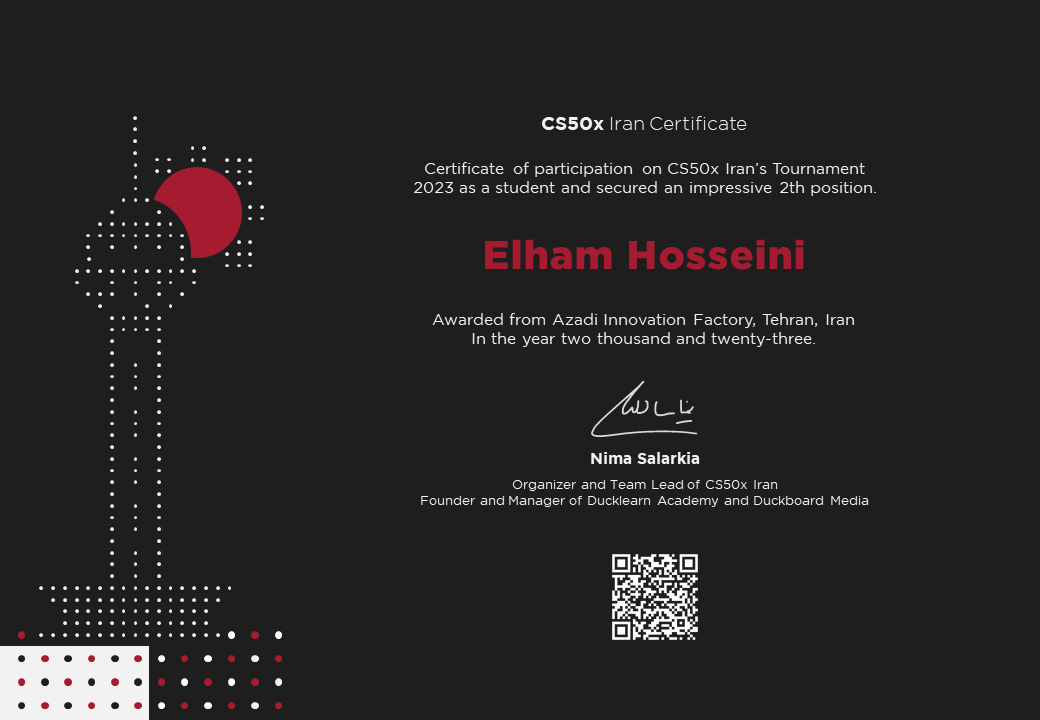 CS50x Iran Certificate
Certificate of participation on CS50x Iran's Tournament
2023 as a student and secured an impressive 2th position.
Elham Hosseini
Awarded from Azadi Innovation Factory, Tehran, Iran
In the year two thousand and twenty-three.
Nima Salarkia
Organizer and Team Lead of CS50x Iran
Founder and Manager of Ducklearn Academy and Duckboard Media